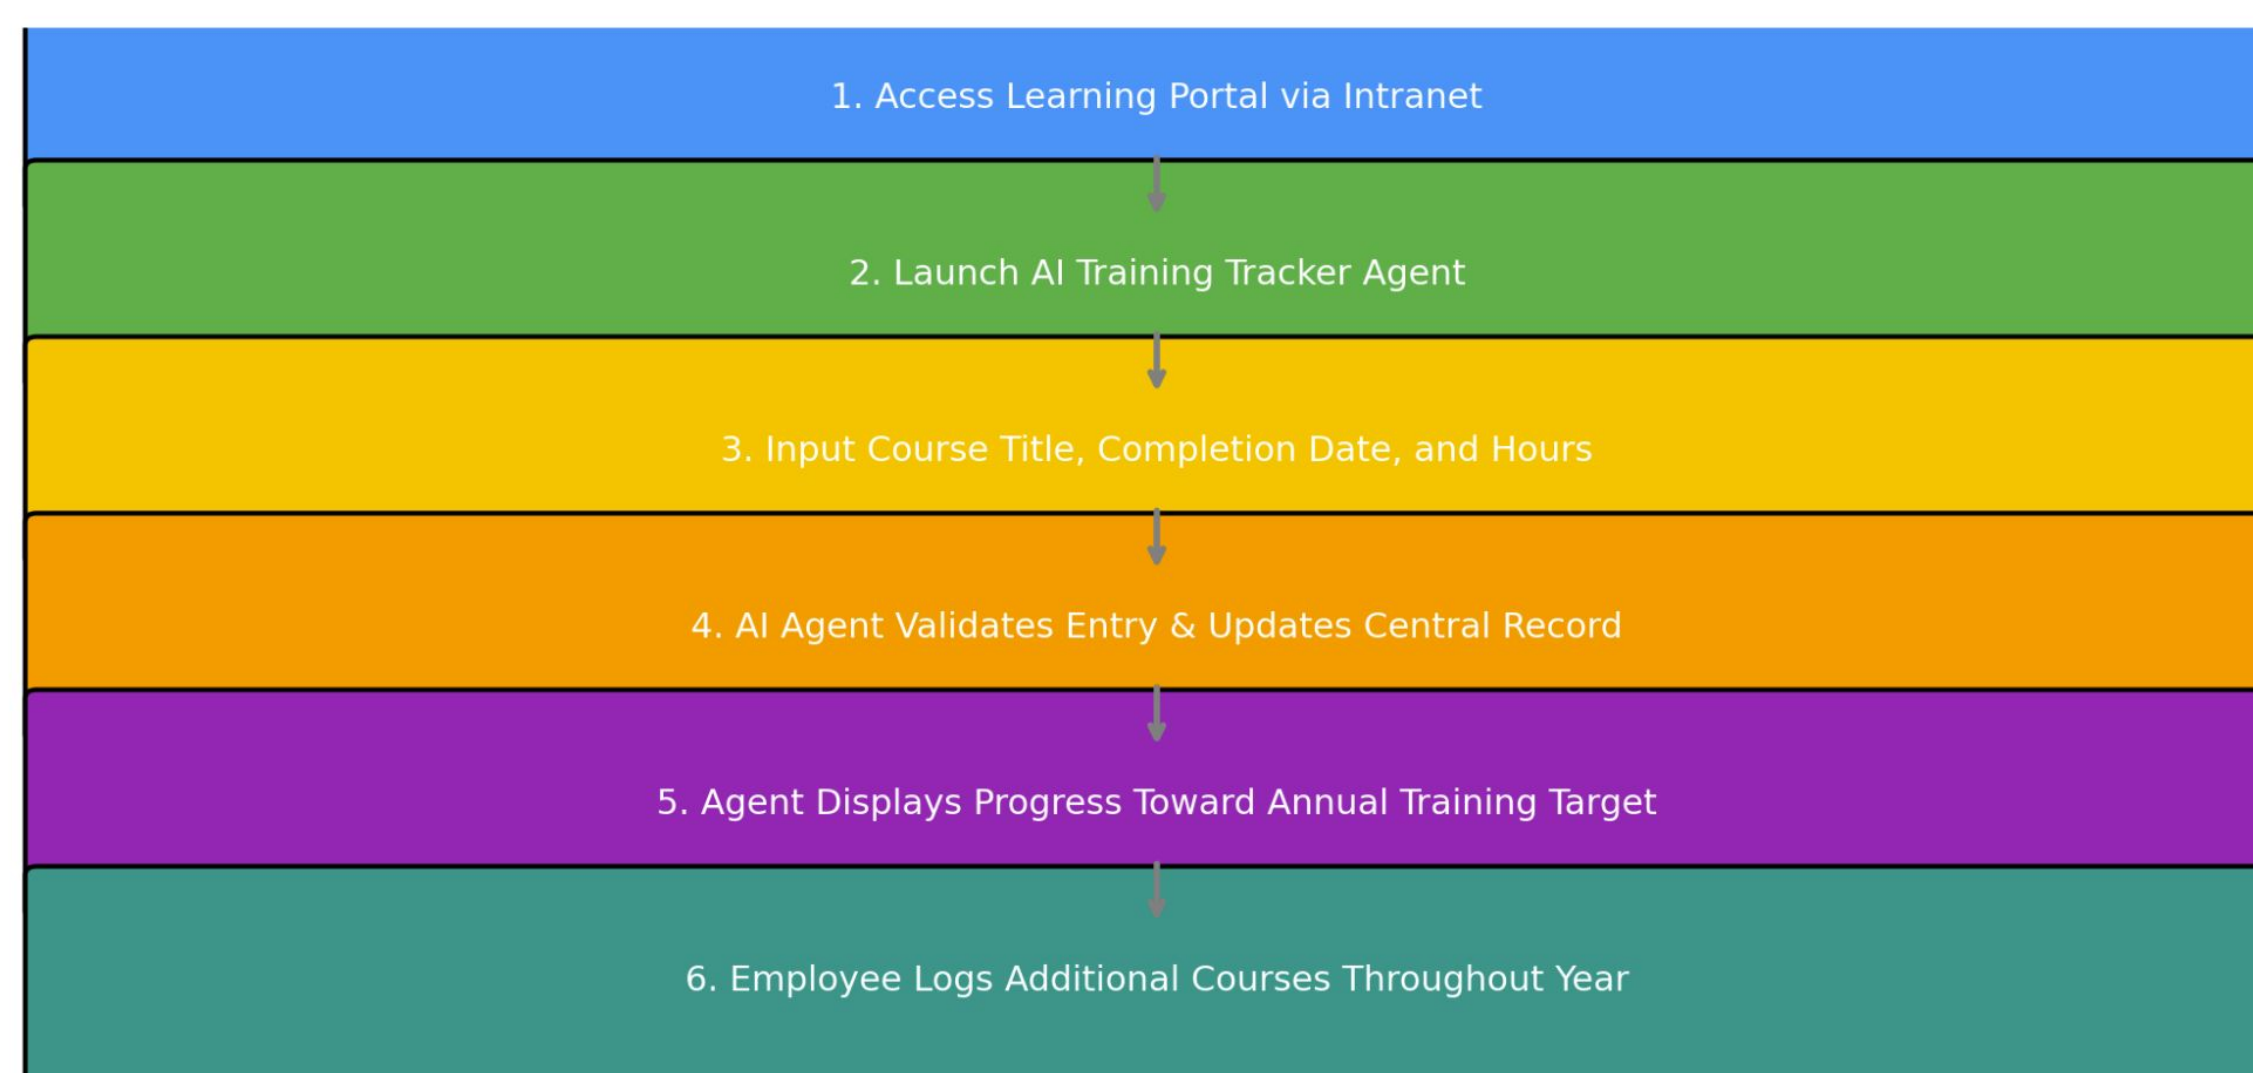 1. Access Learning Portal via Intranet
2. Launch AI Training Tracker Agent
3. Input Course Title, Completion Date, and Hours
4. AI Agent Validates Entry & Updates Central Record
5. Agent Displays Progress Toward Annual Training Target
6. Employee Logs Additional Courses Throughout Year